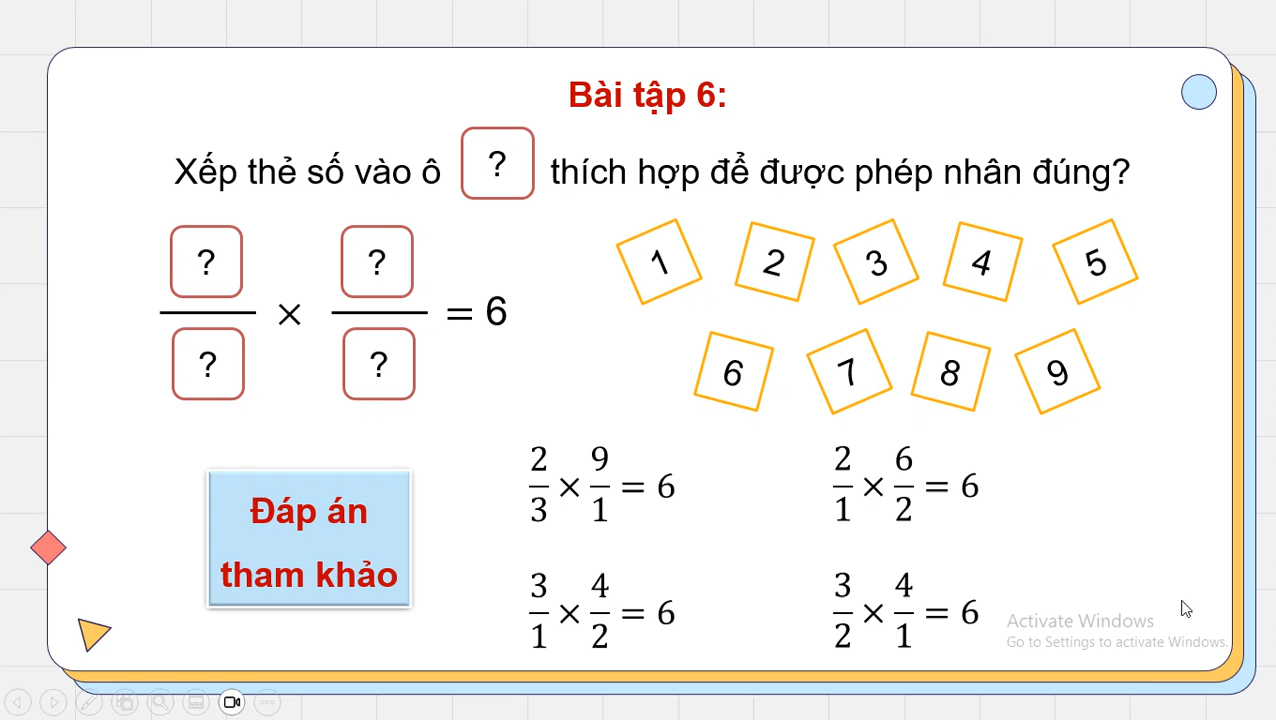 Bài tập 6:
Xếp thẻ số vào ô ? thích hợp để được phép nhân đúng?
?/? × ?/? = 6
1 2 3 4 5
6 7 8 9
Đáp án
tham khảo
2/3 × 9/1 = 6
2/1 × 6/2 = 6
3/1 × 4/2 = 6
3/2 × 4/1 = 6
Activate Windows
Go to Settings to activate Windows.